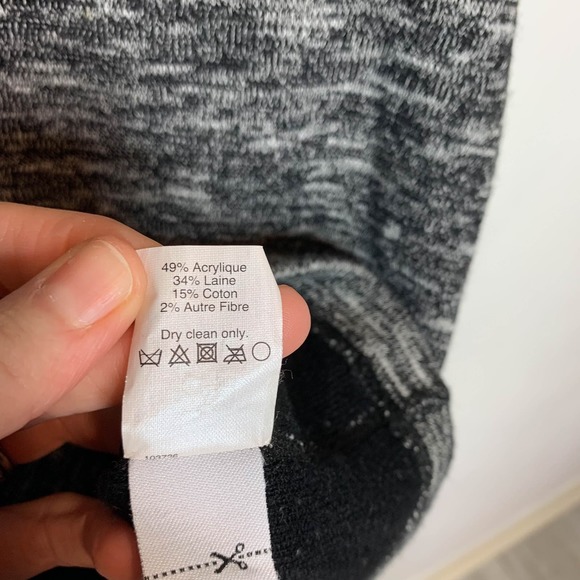 49% Acrylique
34% Laine
15% Coton
2% Autre Fibre
Dry clean only.